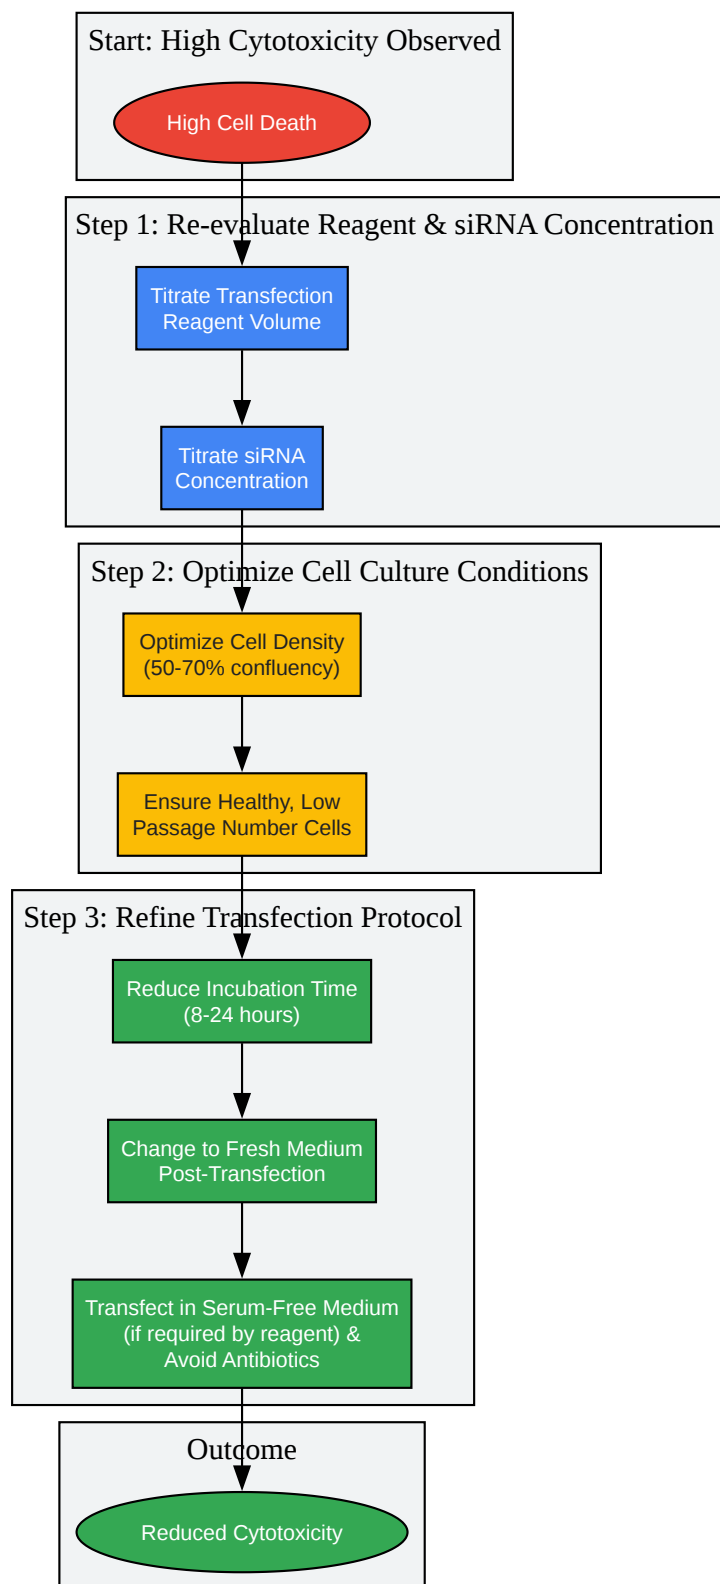 Start: High Cytotoxicity Observed
High Cell Death
Step 1: Re-evaluate Reagent & siRNA Concentration
Titrate Transfection
Reagent Volume
Titrate siRNA
Concentration
Step 2: Optimize Cell Culture Conditions
Optimize Cell Density
(50-70% confluency)
Ensure Healthy, Low
Passage Number Cells
Step 3: Refine Transfection Protocol
Reduce Incubation Time
(8-24 hours)
Change to Fresh Medium
Post-Transfection
Transfect in Serum-Free Medium
(if required by reagent) &
Avoid Antibiotics
Outcome
Reduced Cytotoxicity